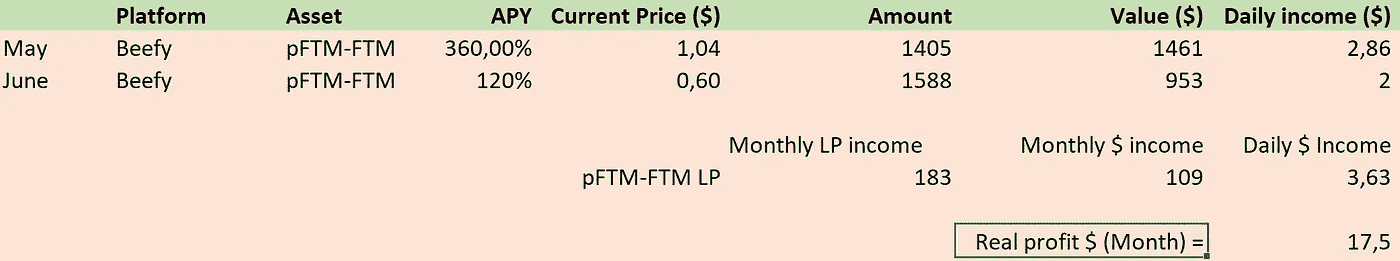 Platform Asset APY Current Price ($) Amount Value ($) Daily income ($)
May Beefy pFTM-FTM 360,00% 1,04 1405 1461 2,86
June Beefy pFTM-FTM 120% 0,60 1588 953 2
Monthly LP income Monthly $ income Daily $ Income
pFTM-FTM LP 183 109 3,63
Real profit $ (Month) = 17,5